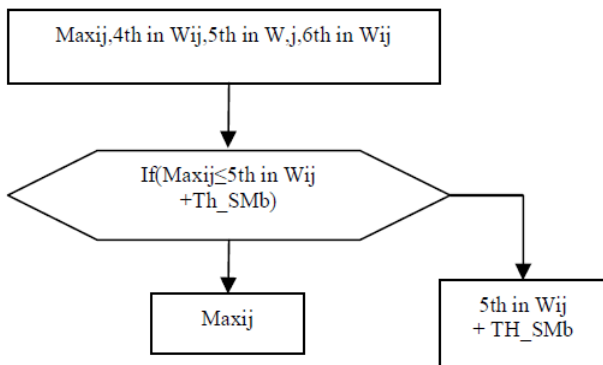 Maxij,4th in Wij,5th in W,j,6th in Wij
If(Maxij≤5th in Wij
+Th_SMb)
Maxij
5th in Wij
+ TH_SMb